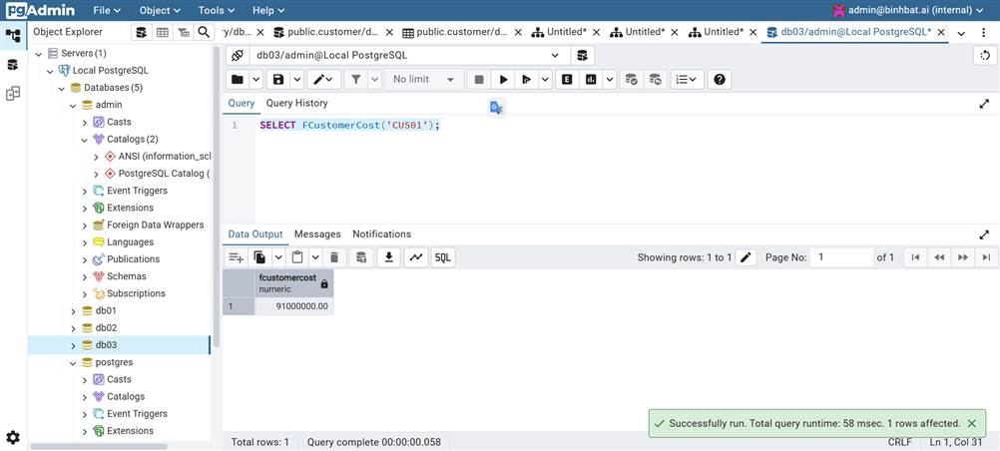 pgAdmin File Object Tools Help admin@binhbat.ai (internal)
Object Explorer
ry/db... public.customer/d... public.customer/d... Untitled* Untitled* Untitled* db03/admin@Local PostgreSQL*
Servers (1)
Local PostgreSQL
Databases (5)
admin
Casts
Catalogs (2)
ANSI (information_scl
PostgreSQL Catalog (
Event Triggers
Extensions
Foreign Data Wrappers
Languages
Publications
Schemas
Subscriptions
db01
db02
db03
postgres
Casts
Catalogs
Event Triggers
Extensions
db03/admin@Local PostgreSQL
No limit
Query Query History
1 SELECT FCustomerCost('CUS01');
Data Output Messages Notifications
SQL Showing rows: 1 to 1 Page No: 1 of 1
fcustomercost
numeric
1 91000000.00
Successfully run. Total query runtime: 58 msec. 1 rows affected.
Total rows: 1 Query complete 00:00:00.058 CRLF Ln 1, Col 31